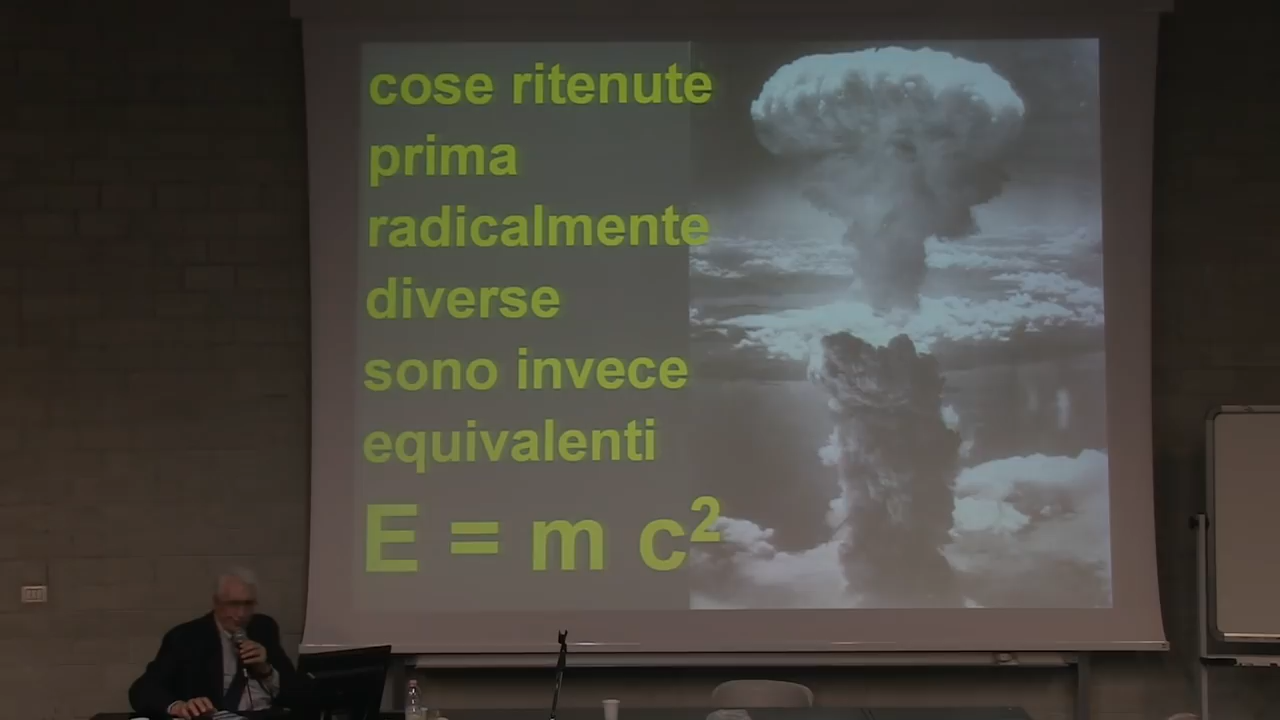 cose ritenute
prima
radicalmente
diverse
sono invece
equivalenti
E = m c²